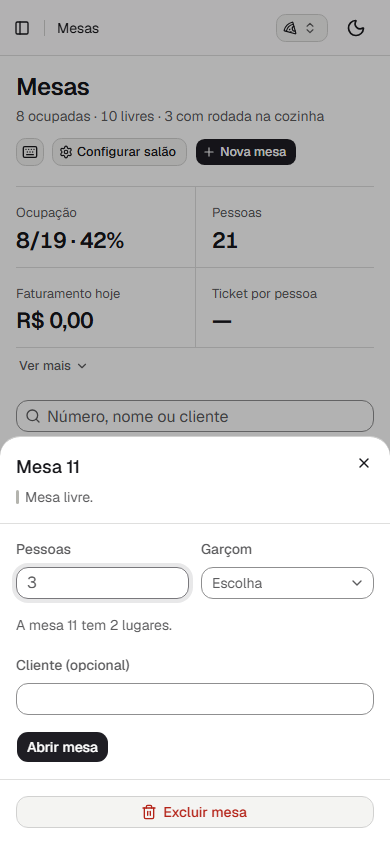 Mesas
Mesas
8 ocupadas · 10 livres · 3 com rodada na cozinha
Configurar salão
Nova mesa
Ocupação
Pessoas
8/19 · 42%
21
Faturamento hoje
Ticket por pessoa
R$ 0,00
—
Ver mais
Número, nome ou cliente
Mesa 11
Mesa livre.
Pessoas
Garçom
3
Escolha
A mesa 11 tem 2 lugares.
Cliente (opcional)
Abrir mesa
Excluir mesa